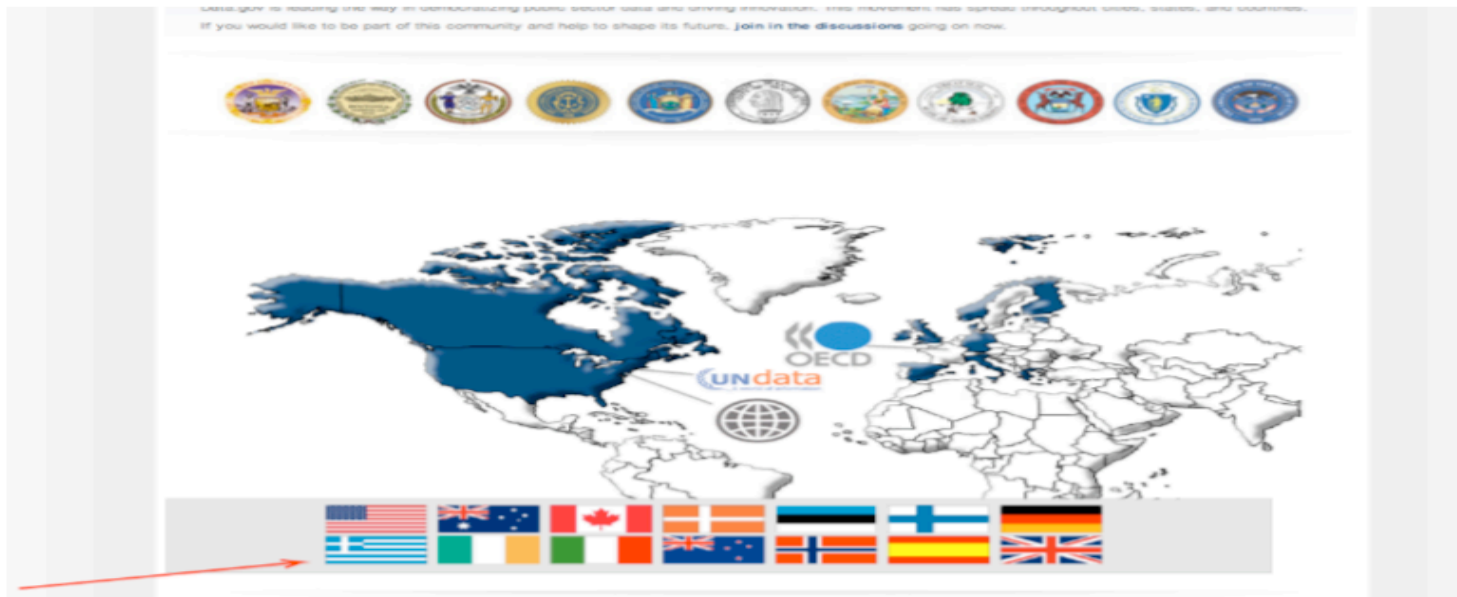 Data.gov is leading the way in democratizing public sector data and driving innovation. This movement has spread throughout cities, states, and countries.
If you would like to be part of this community and help to shape its future, join in the discussions going on now.
OECD
UNdata